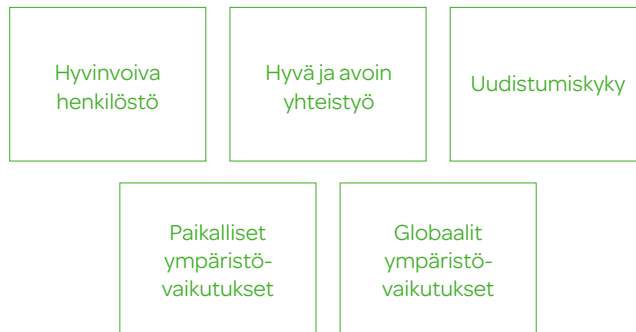 Hyvinvoiva
henkilöstö
Hyvä ja avoin
yhteistyö
Uudistumiskyky
Paikalliset
ympäristö-
vaikutukset
Globaalit
ympäristö-
vaikutukset